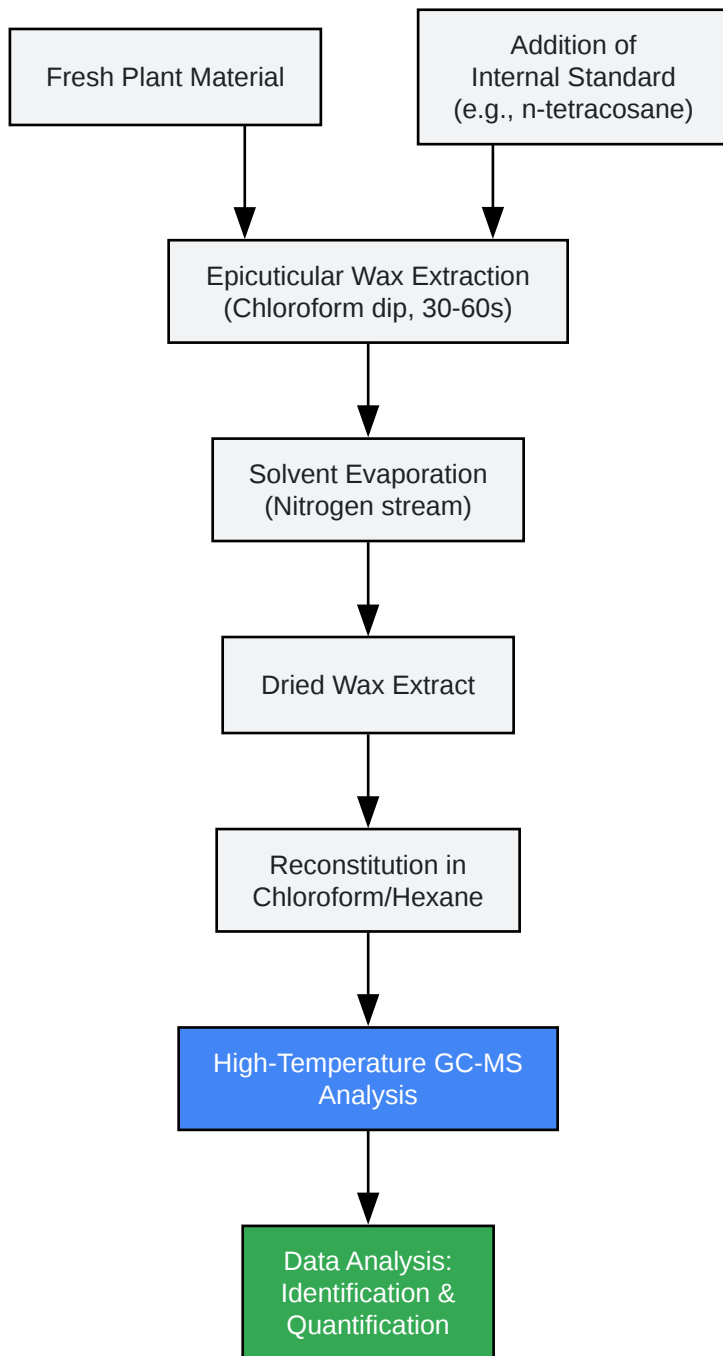 Fresh Plant Material
Addition of
Internal Standard
(e.g., n-tetracosane)
Epicuticular Wax Extraction
(Chloroform dip, 30-60s)
Solvent Evaporation
(Nitrogen stream)
Dried Wax Extract
Reconstitution in
Chloroform/Hexane
High-Temperature GC-MS
Analysis
Data Analysis:
Identification &
Quantification